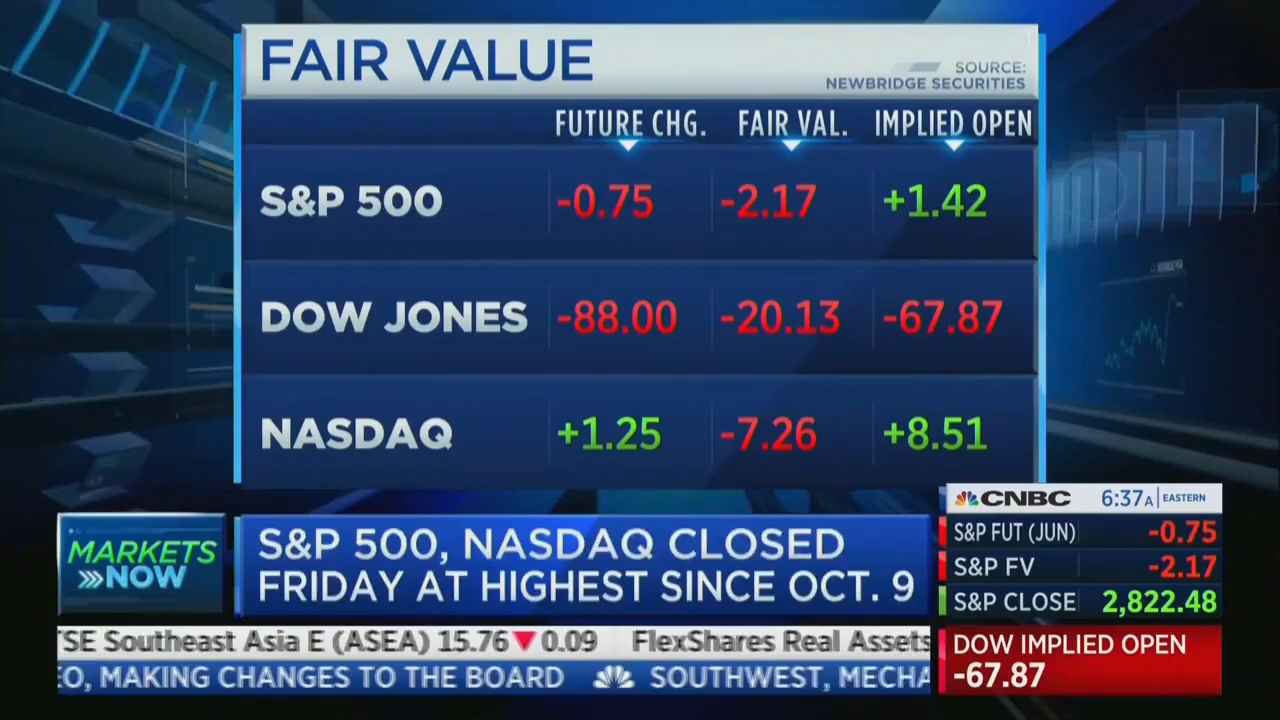 FAIR VALUE
SOURCE:
NEWBRIDGE SECURITIES
FUTURE CHG. FAIR VAL. IMPLIED OPEN
S&P 500 -0.75 -2.17 +1.42
DOW JONES -88.00 -20.13 -67.87
NASDAQ +1.25 -7.26 +8.51
CNBC 6:37A EASTERN
S&P FUT (JUN) -0.75
S&P FV -2.17
S&P CLOSE 2,822.48
MARKETS
NOW
S&P 500, NASDAQ CLOSED
FRIDAY AT HIGHEST SINCE OCT. 9
TSE Southeast Asia E (ASEA) 15.76▼0.09 FlexShares Real Assets
EO, MAKING CHANGES TO THE BOARD SOUTHWEST, MECHA
DOW IMPLIED OPEN
-67.87